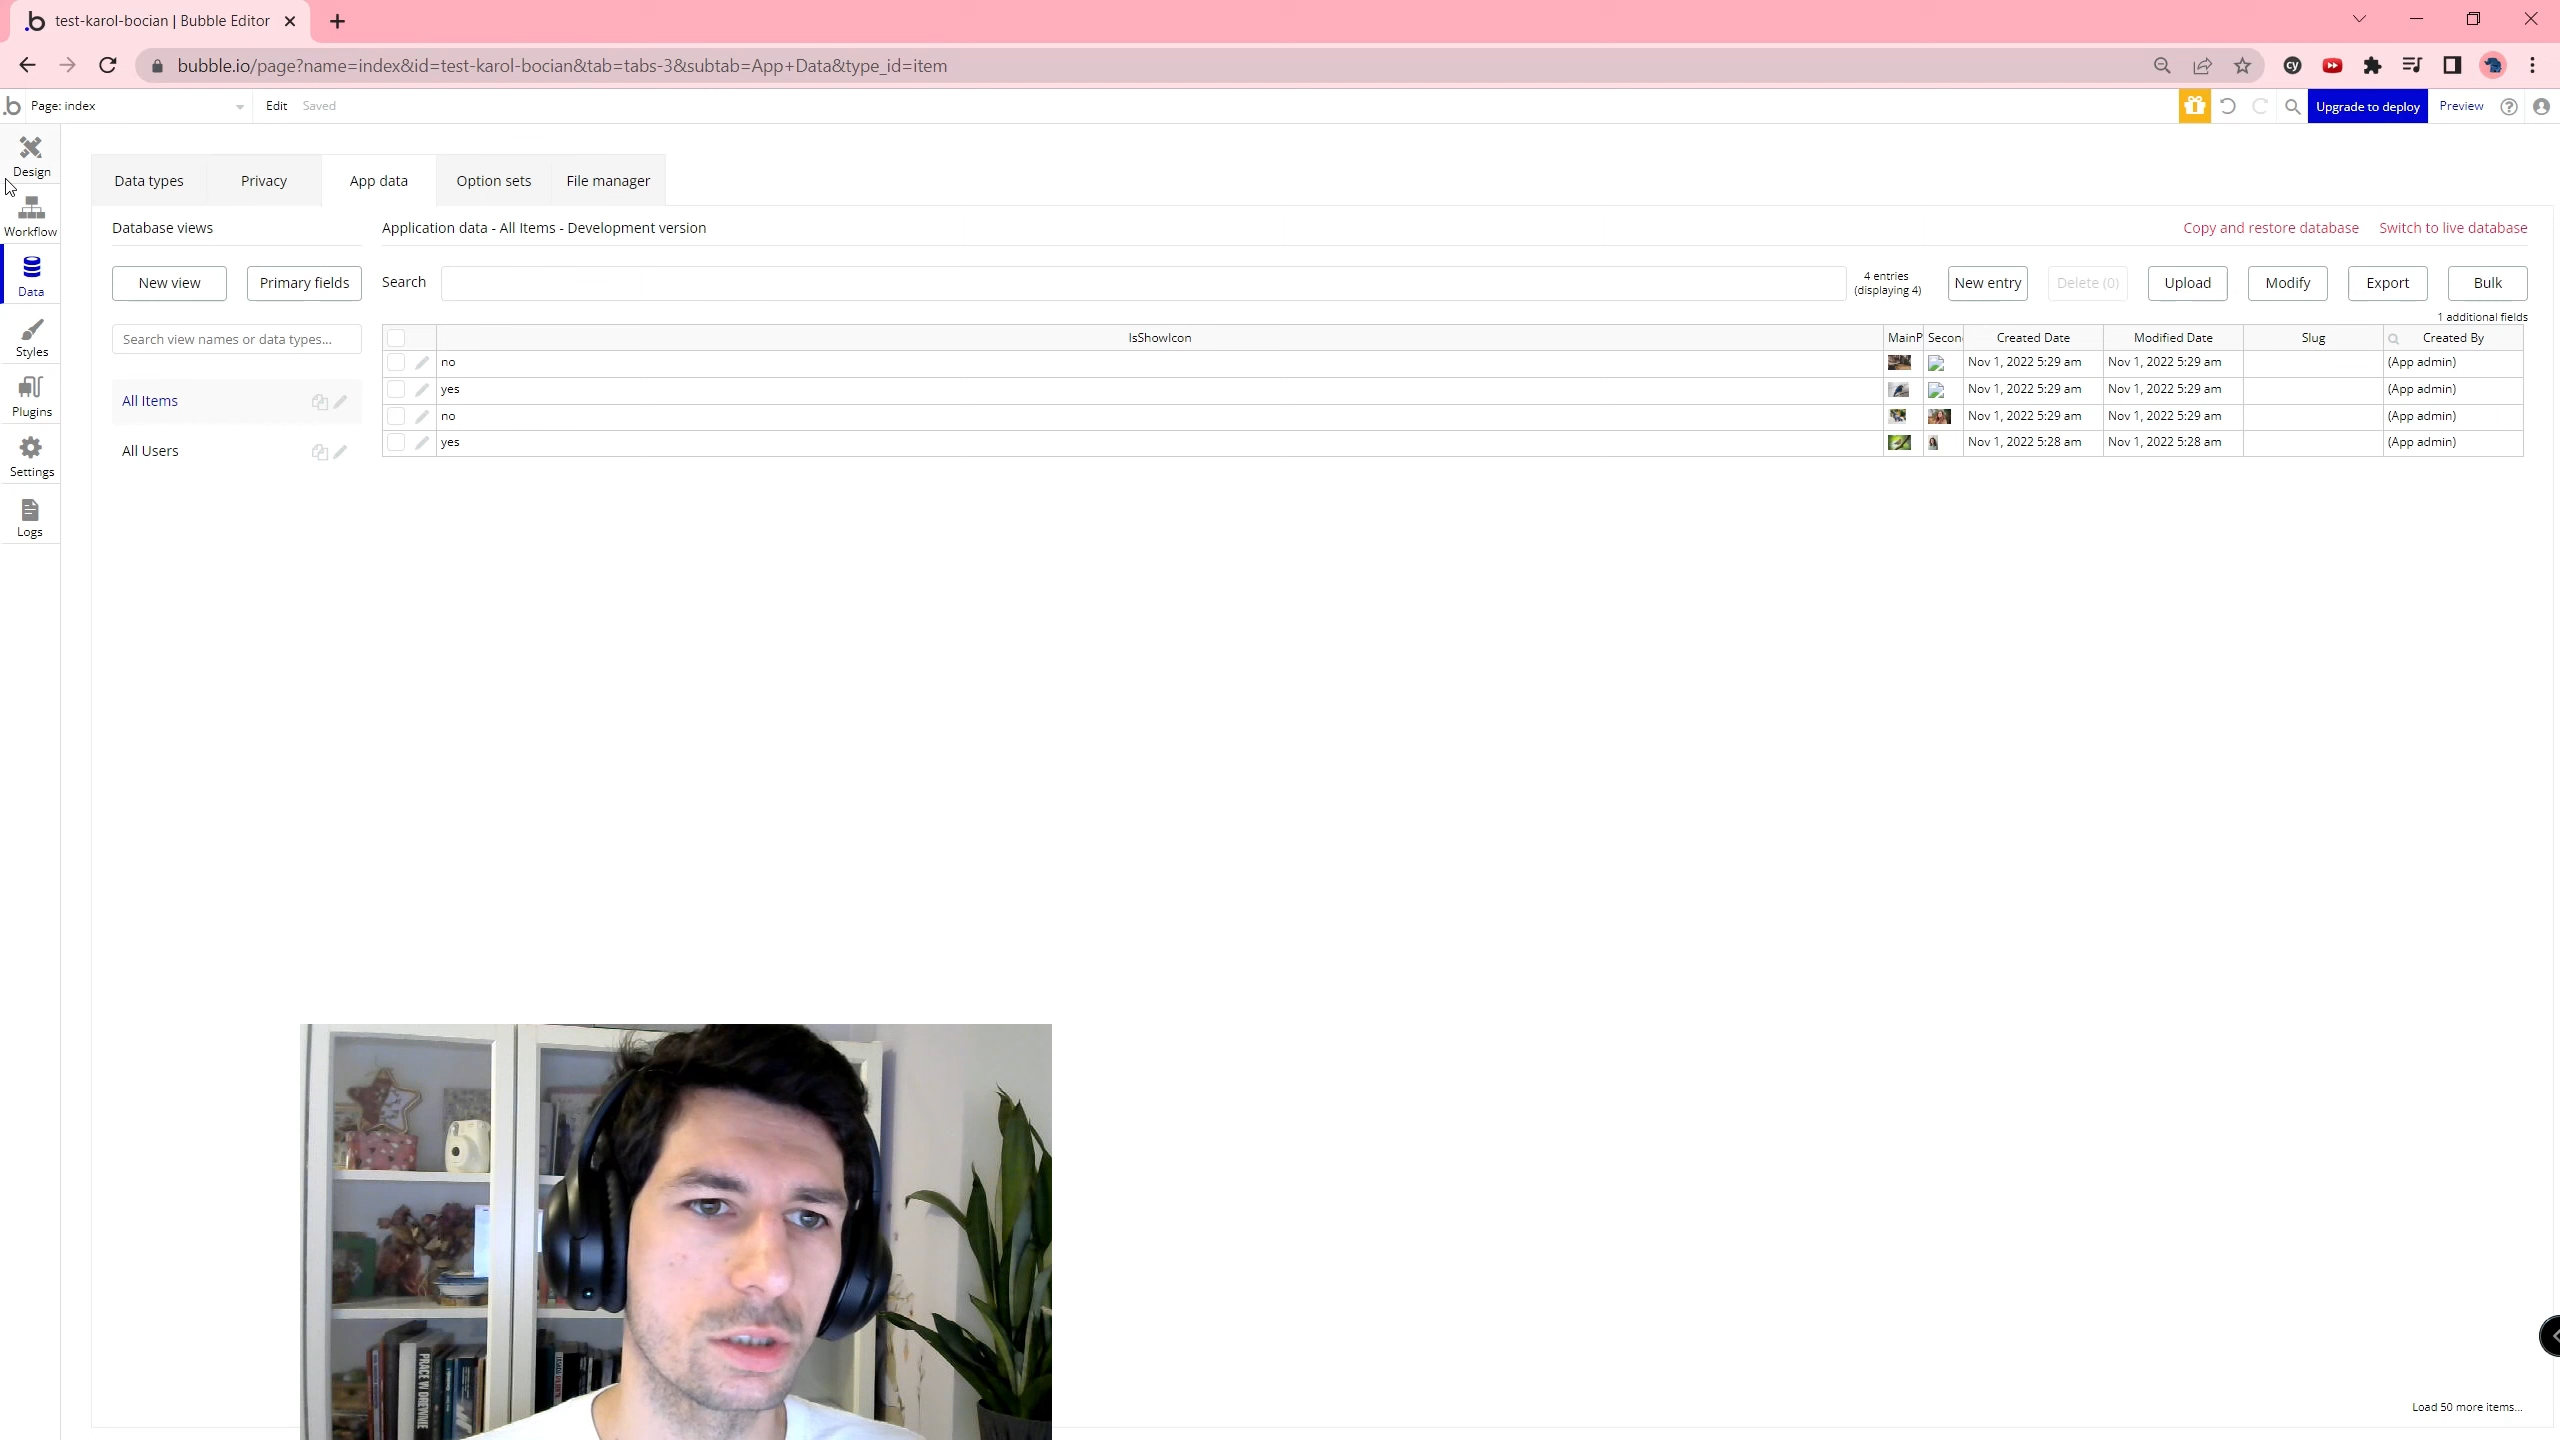 test-karol-bocian | Bubble Editor
bubble.io/page?name=index&id=test-karol-bocian&tab=tabs-3&subtab=App+Data&type_id=item
Page: index
Edit
Saved
Upgrade to deploy
Preview
Design
Workflow
Data
Styles
Plugins
Settings
Logs
Data types
Privacy
App data
Option sets
File manager
Database views
Application data - All Items - Development version
Copy and restore database
Switch to live database
New view
Primary fields
Search
4 entries
(displaying 4)
New entry
Delete (0)
Upload
Modify
Export
Bulk
1 additional fields
Search view names or data types...
All Items
All Users
IsShowIcon MainP Secon Created Date Modified Date Slug Created By
no Nov 1, 2022 5:29 am Nov 1, 2022 5:29 am (App admin)
yes Nov 1, 2022 5:29 am Nov 1, 2022 5:29 am (App admin)
no Nov 1, 2022 5:29 am Nov 1, 2022 5:29 am (App admin)
yes Nov 1, 2022 5:28 am Nov 1, 2022 5:28 am (App admin)
PRACE W DREWNIE
Load 50 more items...